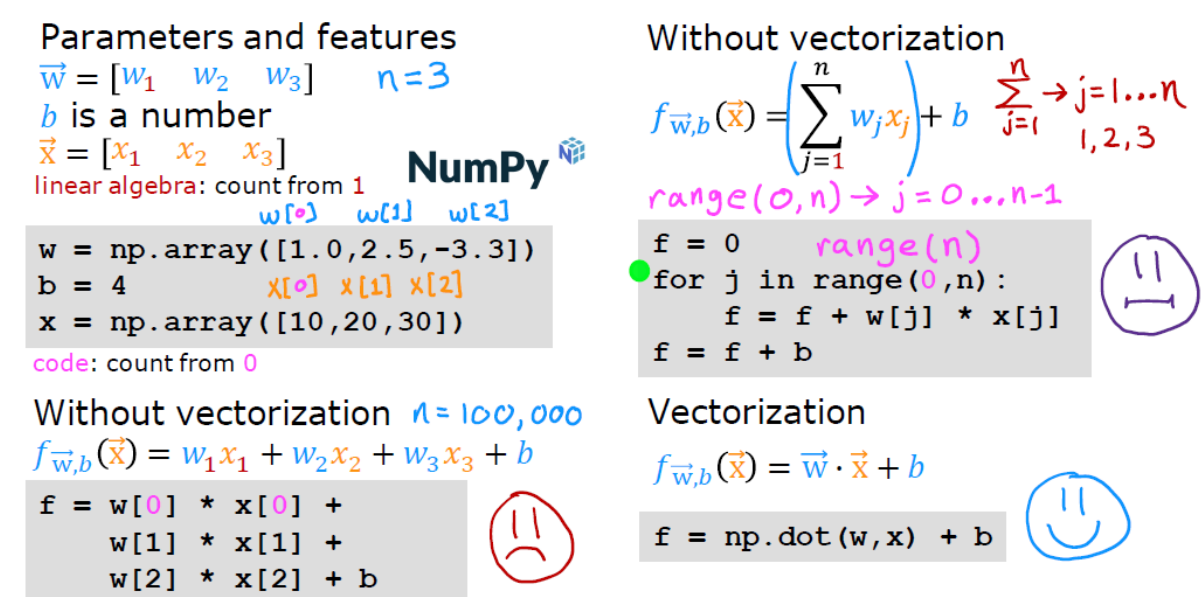 Parameters and features
w⃗ = [w₁ w₂ w₃] n=3
b is a number
x⃗ = [x₁ x₂ x₃]
NumPy
linear algebra: count from 1
w[0] w[1] w[2]
w = np.array([1.0,2.5,-3.3])
b = 4 x[0] x[1] x[2]
x = np.array([10,20,30])
code: count from 0
Without vectorization n=100,000
f_w⃗,b(x⃗) = w₁x₁ + w₂x₂ + w₃x₃ + b
f = w[0] * x[0] +
w[1] * x[1] +
w[2] * x[2] + b
Without vectorization
f_w⃗,b(x⃗) = (∑_{j=1}^{n} w_j x_j) + b
∑_{j=1}^{n} → j=1...n
1,2,3
range(0,n) → j=0...n-1
f = 0 range(n)
for j in range(0,n):
f = f + w[j] * x[j]
f = f + b
Vectorization
f_w⃗,b(x⃗) = w⃗ · x⃗ + b
f = np.dot(w,x) + b